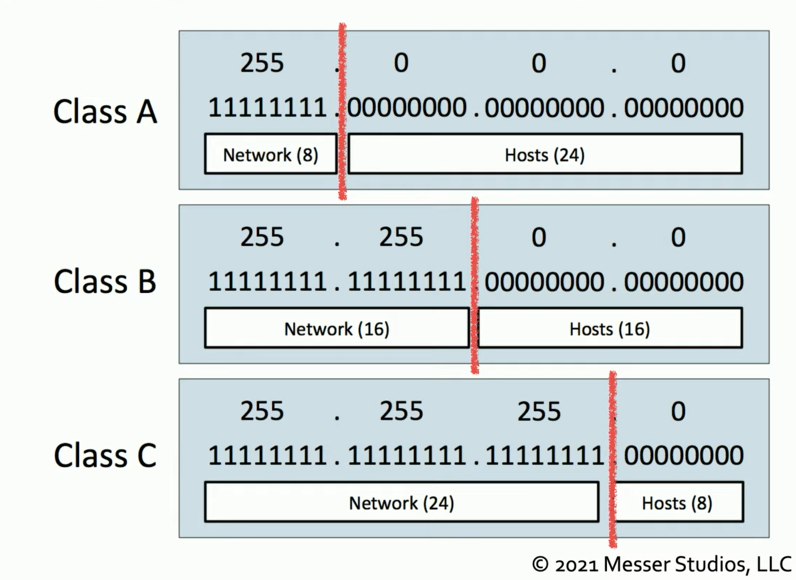 255 . 0 0 . 0
Class A 11111111 . 00000000 . 00000000 . 00000000
Network (8) Hosts (24)
255 . 255 0 . 0
Class B 11111111 . 11111111 . 00000000 . 00000000
Network (16) Hosts (16)
255 . 255 255 . 0
Class C 11111111 . 11111111 . 11111111 . 00000000
Network (24) Hosts (8)
© 2021 Messer Studios, LLC